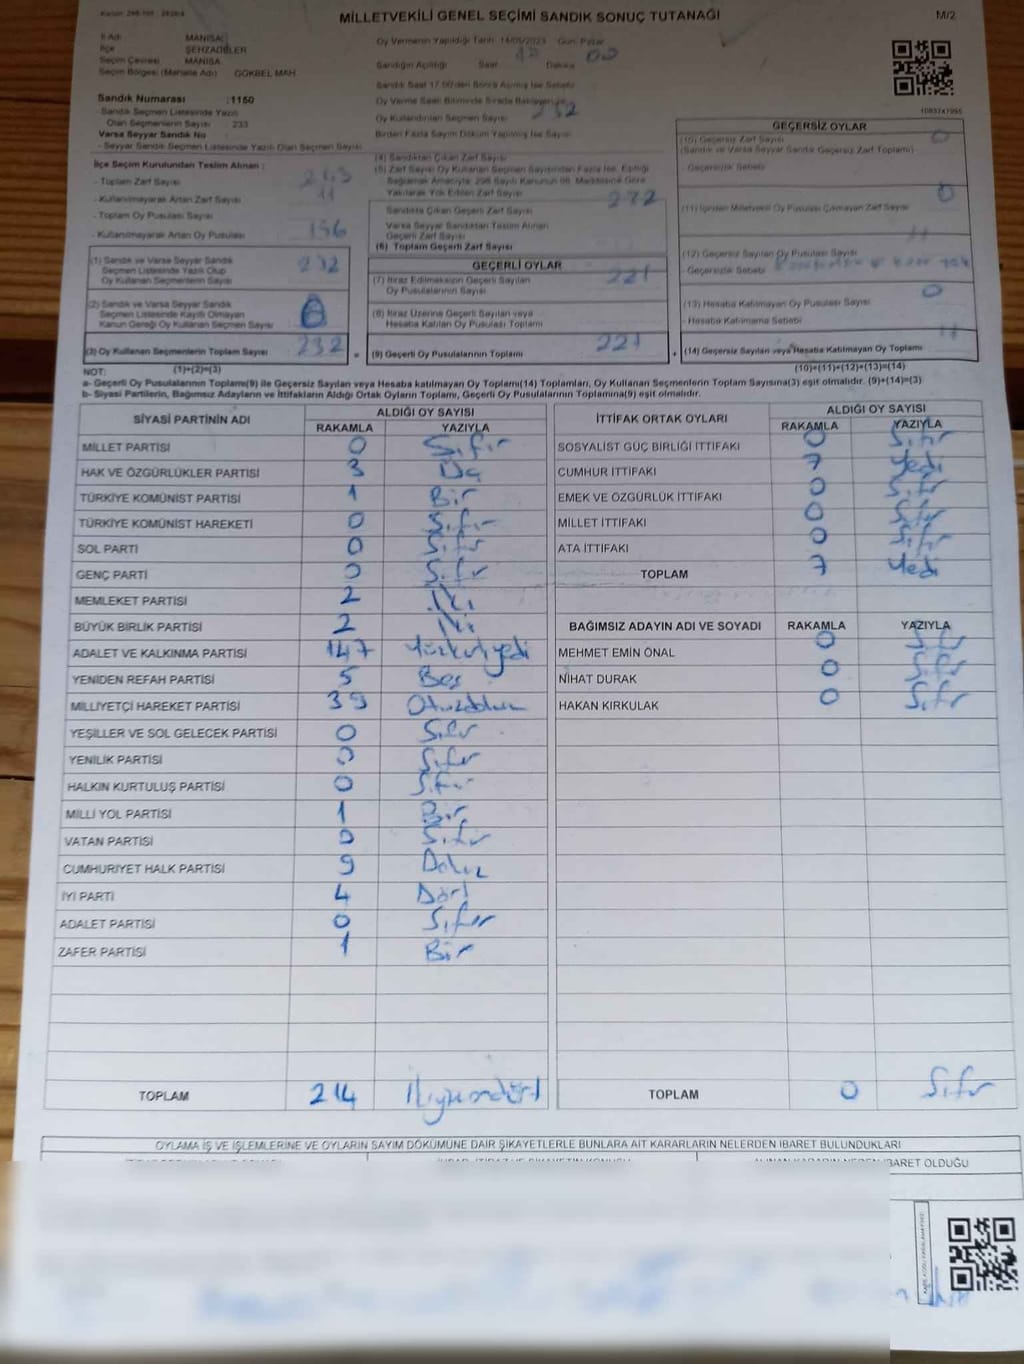 MİLLETVEKİLİ GENEL SEÇİMİ SANDIK SONUÇ TUTANAĞI
M/2
İl Adı MANİSA
İlçe ŞEHZADELER
Seçim Çevresi MANİSA
Seçim Bölgesi (Mahalle Adı) GÖKBEL MAH.
Oy Vermenin Yapıldığı Tarih 14/05/2023 Gün: Pazar
Sandığın Açıldığı Saat Dakika 00
Oy Kullandırılan Seçmen Sayısı 232
Sandık Numarası :1150
Sandık Seçmen Listesinde Yazılı
Olan Seçmenlerin Sayısı : 233
Varsa Seyyar Sandık No
- Seyyar Sandık Seçmen Listesinde Yazılı Olan Seçmen Sayısı
İlçe Seçim Kurulundan Teslim Alınan :
- Toplam Zarf Sayısı
- Kullanılmayarak Artan Zarf Sayısı 11
- Toplam Oy Pusulası Sayısı
- Kullanılmayarak Artan Oy Pusulası 156
(1) Sandık ve Varsa Seyyar Sandık
Seçmen Listesinde Yazılı Olup
Oy Kullanan Seçmenlerin Sayısı 232
(2) Sandık ve Varsa Seyyar Sandık
Seçmen Listesinde Kayıtlı Olmayan
Kanun Gereği Oy Kullanan Seçmen Sayısı
(3) Oy Kullanan Seçmenlerin Toplam Sayısı 232
(1)+(2)=(3)
(4) Sandıktan Çıkan Zarf Sayısı
(5) Zarf Sayısı Oy Kullanan Seçmen Sayısından Fazla İse, Eşitliği
Sağlamak Amacıyla, 298 Sayılı Kanunun 98. Maddesine Göre
Yakılarak Yok Edilen Zarf Sayısı
Sandıkta Çıkan Geçerli Zarf Sayısı
Varsa Seyyar Sandıktan Teslim Alınan
Geçerli Zarf Sayısı
(6) Toplam Geçerli Zarf Sayısı
GEÇERLİ OYLAR
(7) İtiraz Edilmeksizin Geçerli Sayılan
Oy Pusulalarının Sayısı 221
(8) İtiraz Üzerine Geçerli Sayılan veya
Hesaba Katılan Oy Pusulası Toplamı
(9) Geçerli Oy Pusulalarının Toplamı 221
GEÇERSİZ OYLAR
(10) Geçersiz Zarf Sayısı 0
(Sandık ve Varsa Seyyar Sandık Geçersiz Zarf Toplamı)
Geçersizlik Sebebi
(11) İçinden Milletvekili Oy Pusulası Çıkmayan Zarf Sayısı 0
(12) Geçersiz Sayılan Oy Pusulası Sayısı 11
Geçersizlik Sebebi
(13) Hesaba Katılmayan Oy Pusulası Sayısı 0
- Hesaba Katılmama Sebebi
(14) Geçersiz Sayılan veya Hesaba Katılmayan Oy Pusulası Toplamı 11
(10)+(11)+(12)+(13)=(14)
NOT:
a- Geçerli Oy Pusulalarının Toplamı(9) ile Geçersiz Sayılan veya Hesaba katılmayan Oy Toplamı(14) Toplamları, Oy Kullanan Seçmenlerin Toplam Sayısına(3) eşit olmalıdır. (9)+(14)=(3)
b- Siyasi Partilerin, Bağımsız Adayların ve İttifakların Aldığı Ortak Oyların Toplamı, Geçerli Oy Pusulalarının Toplamına(9) eşit olmalıdır.
SİYASİ PARTİNİN ADI ALDIĞI OY SAYISI
RAKAMLA YAZIYLA
MİLLET PARTİSİ 0 Sıfır
HAK VE ÖZGÜRLÜKLER PARTİSİ 3 Üç
TÜRKİYE KOMÜNİST PARTİSİ 1 Bir
TÜRKİYE KOMÜNİST HAREKETİ 0 Sıfır
SOL PARTİ 0 Sıfır
GENÇ PARTİ 0 Sıfır
MEMLEKET PARTİSİ 2 İki
BÜYÜK BİRLİK PARTİSİ 2 İki
ADALET VE KALKINMA PARTİSİ 147 Yüzkırkyedi
YENİDEN REFAH PARTİSİ 5 Beş
MİLLİYETÇİ HAREKET PARTİSİ 39 Otuzdokuz
YEŞİLLER VE SOL GELECEK PARTİSİ 0 Sıfır
YENİLİK PARTİSİ 0 Sıfır
HALKIN KURTULUŞ PARTİSİ 0 Sıfır
MİLLİ YOL PARTİSİ 1 Bir
VATAN PARTİSİ 0 Sıfır
CUMHURİYET HALK PARTİSİ 9 Dokuz
İYİ PARTİ 4 Dört
ADALET PARTİSİ 0 Sıfır
ZAFER PARTİSİ 1 Bir
TOPLAM 214 İkiyüzondört
İTTİFAK ORTAK OYLARI ALDIĞI OY SAYISI
RAKAMLA YAZIYLA
SOSYALİST GÜÇ BİRLİĞİ İTTİFAKI 0 Sıfır
CUMHUR İTTİFAKI 7 Yedi
EMEK VE ÖZGÜRLÜK İTTİFAKI 0 Sıfır
MİLLET İTTİFAKI 0 Sıfır
ATA İTTİFAKI 0 Sıfır
TOPLAM 7 Yedi
BAĞIMSIZ ADAYIN ADI VE SOYADI RAKAMLA YAZIYLA
MEHMET EMİN ÖNAL 0 Sıfır
NİHAT DURAK 0 Sıfır
HAKAN KIRKULAK 0 Sıfır
TOPLAM 0 Sıfır
OYLAMA İŞ VE İŞLEMLERİNE VE OYLARIN SAYIM DÖKÜMÜNE DAİR ŞİKAYETLERLE BUNLARA AİT KARARLARIN NELERDEN İBARET BULUNDUKLARI
İBARET OLDUĞU